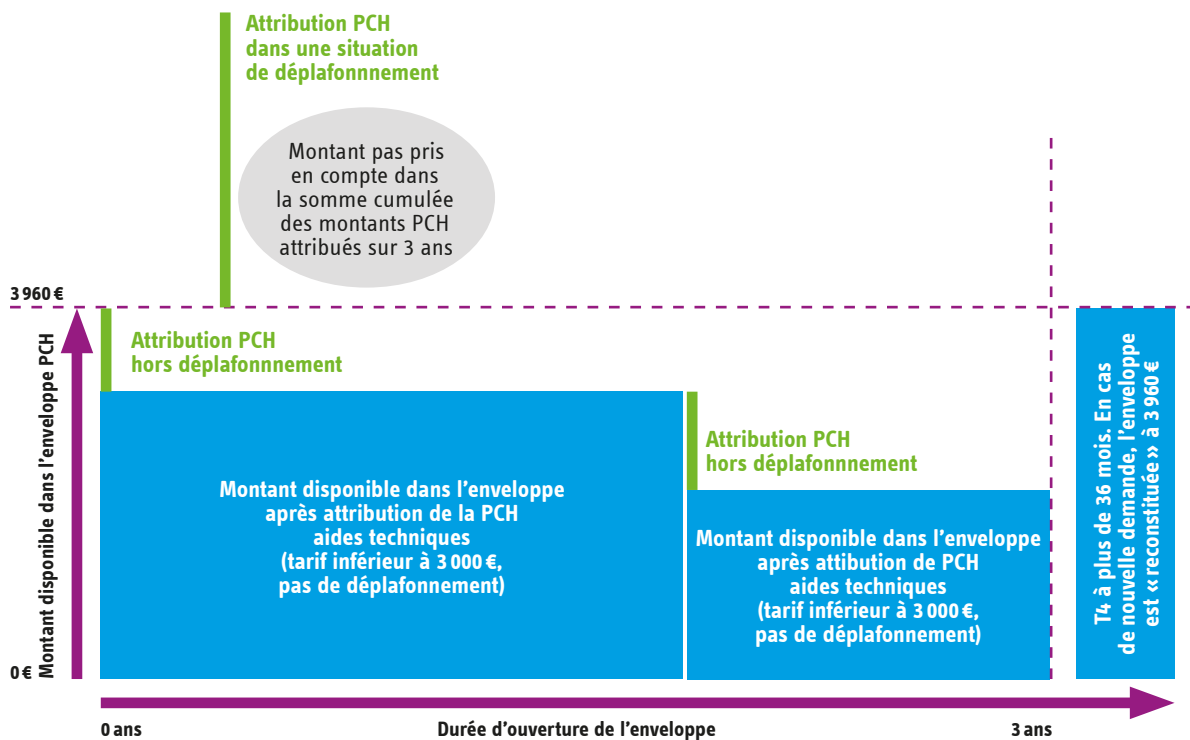 Attribution PCH
dans une situation
de déplafonnnement
Montant pas pris
en compte dans
la somme cumulée
des montants PCH
attribués sur 3 ans
3 960 €
Attribution PCH
hors déplafonnnement
Montant disponible dans l'enveloppe PCH
Montant disponible dans l'enveloppe
après attribution de la PCH
aides techniques
(tarif inférieur à 3 000 €,
pas de déplafonnement)
Attribution PCH
hors déplafonnnement
Montant disponible dans l'enveloppe
après attibution de PCH
aides techniques
(tarif inférieur à 3 000 €,
pas de déplafonnement)
T4 à plus de 36 mois. En cas
de nouvelle demande, l'enveloppe
est « reconstituée » à 3 960 €
0 €
0 ans
Durée d'ouverture de l'enveloppe
3 ans